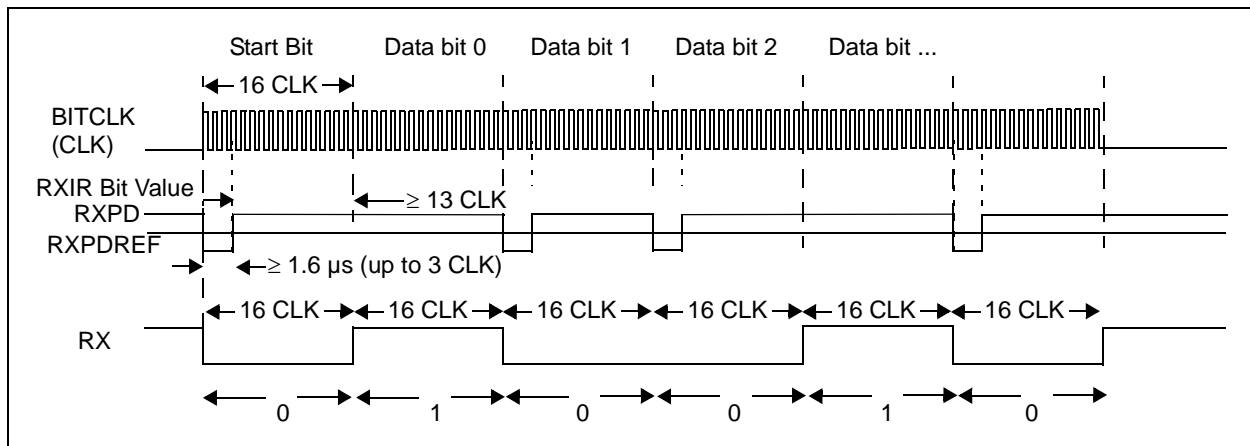 Start Bit Data bit 0 Data bit 1 Data bit 2 Data bit ...
16 CLK
BITCLK
(CLK)
RXIR Bit Value
≥ 13 CLK
RXPD
RXPDREF
≥ 1.6 µs (up to 3 CLK)
16 CLK 16 CLK 16 CLK 16 CLK 16 CLK 16 CLK
RX
0 1 0 0 1 0